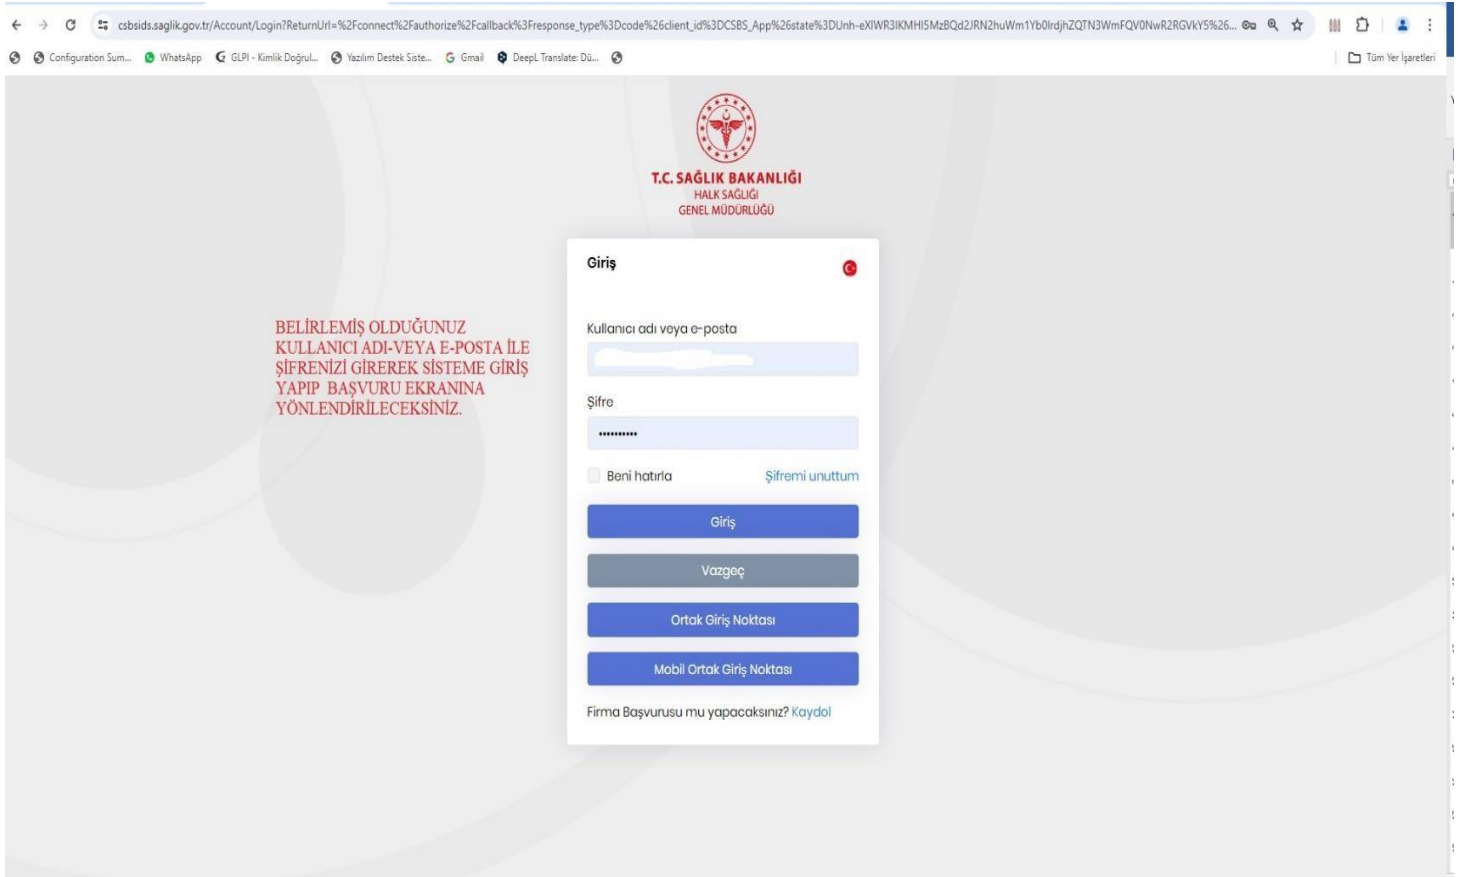 csbsids.saglik.gov.tr/Account/Login?ReturnUrl=%2Fconnect%2Fauthorize%2Fcallback%3Fresponse_type%3Dcode%26client_id%3DCSBS_App%26state%3DUnh-eXlWR3lKMHI5MzBQd2JRN2huWm1Yb0lrdjhZQTN3WmFQV0NwR2RGVkY5%26...
Configuration Sum... WhatsApp GLPI - Kimlik Doğrul... Yazılım Destek Siste... Gmail DeepL Translate: Dü... Tüm Yer İşaretleri
T.C. SAĞLIK BAKANLIĞI
HALK SAĞLIĞI
GENEL MÜDÜRLÜĞÜ
Giriş
BELİRLEMİŞ OLDUĞUNUZ
KULLANICI ADI-VEYA E-POSTA İLE
ŞİFRENİZİ GİREREK SİSTEME GİRİŞ
YAPIP BAŞVURU EKRANINA
YÖNLENDİRİLECEKSİNİZ.
Kullanıcı adı veya e-posta
Şifre
Beni hatırla Şifremi unuttum
Giriş
Vazgeç
Ortak Giriş Noktası
Mobil Ortak Giriş Noktası
Firma Başvurusu mu yapacaksınız? Kaydol